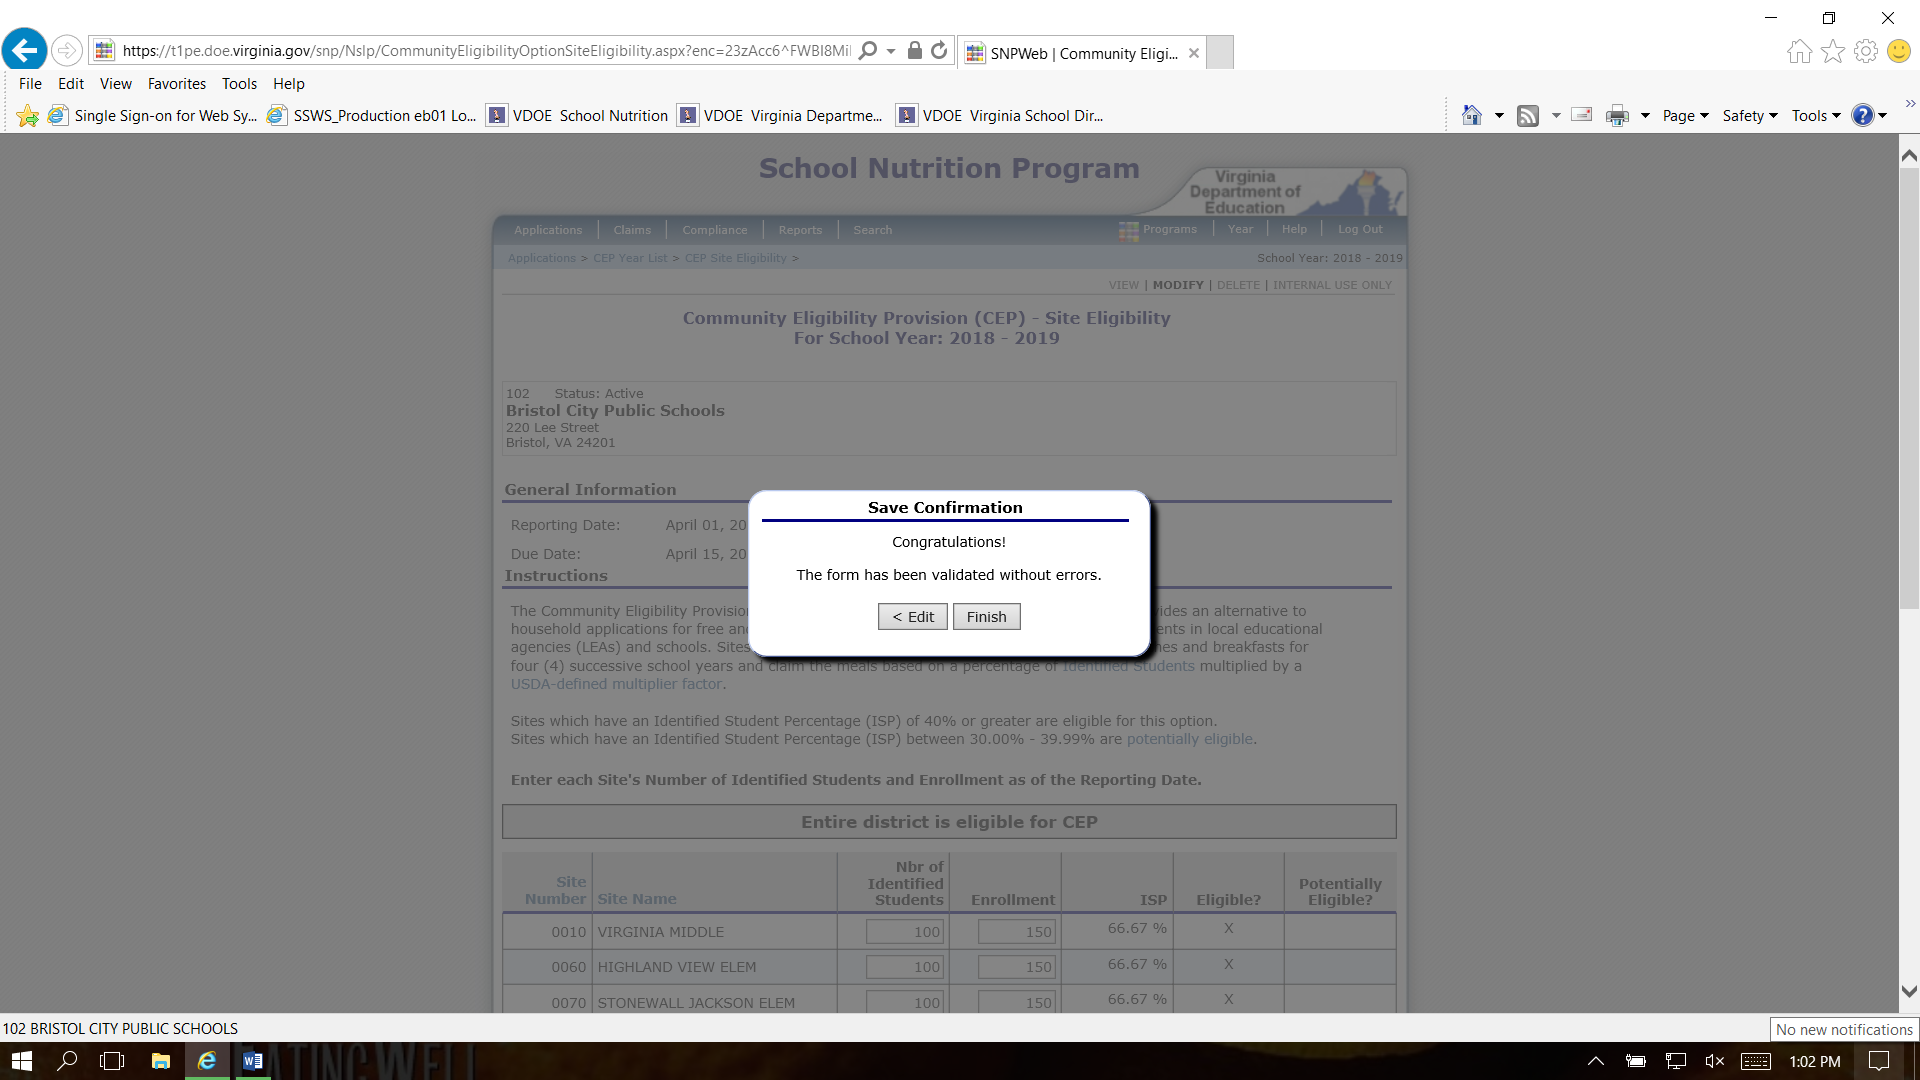 https://t1pe.doe.virginia.gov/snp/Nslp/CommunityEligibilityOptionSiteEligibility.aspx?enc=23zAcc6^FWBI8Mil
SNPWeb | Community Eligi...
File Edit View Favorites Tools Help
Single Sign-on for Web Sy... SSWS_Production eb01 Lo... VDOE School Nutrition VDOE Virginia Departme... VDOE Virginia School Dir...
Page Safety Tools
School Nutrition Program
Virginia
Department of
Education
Applications Claims Compliance Reports Search Programs Year Help Log Out
Applications > CEP Year List > CEP Site Eligibility > School Year: 2018 - 2019
VIEW | MODIFY | DELETE | INTERNAL USE ONLY
Community Eligibility Provision (CEP) - Site Eligibility
For School Year: 2018 - 2019
102 Status: Active
Bristol City Public Schools
220 Lee Street
Bristol, VA 24201
General Information
Reporting Date: April 01, 20
Due Date: April 15, 20
Instructions
Save Confirmation
Congratulations!
The form has been validated without errors.
< Edit Finish
The Community Eligibility Provision vides an alternative to
household applications for free an ents in local educational
agencies (LEAs) and schools. Sites nes and breakfasts for
four (4) successive school years and claim the meals based on a percentage of Identified Students multiplied by a
USDA-defined multiplier factor.
Sites which have an Identified Student Percentage (ISP) of 40% or greater are eligible for this option.
Sites which have an Identified Student Percentage (ISP) between 30.00% - 39.99% are potentially eligible.
Enter each Site's Number of Identified Students and Enrollment as of the Reporting Date.
Entire district is eligible for CEP
Site Number Site Name Nbr of Identified Students Enrollment ISP Eligible? Potentially Eligible?
0010 VIRGINIA MIDDLE 100 150 66.67 % X
0060 HIGHLAND VIEW ELEM 100 150 66.67 % X
0070 STONEWALL JACKSON ELEM 100 150 66.67 % X
102 BRISTOL CITY PUBLIC SCHOOLS
No new notifications
EATINGWELL
1:02 PM